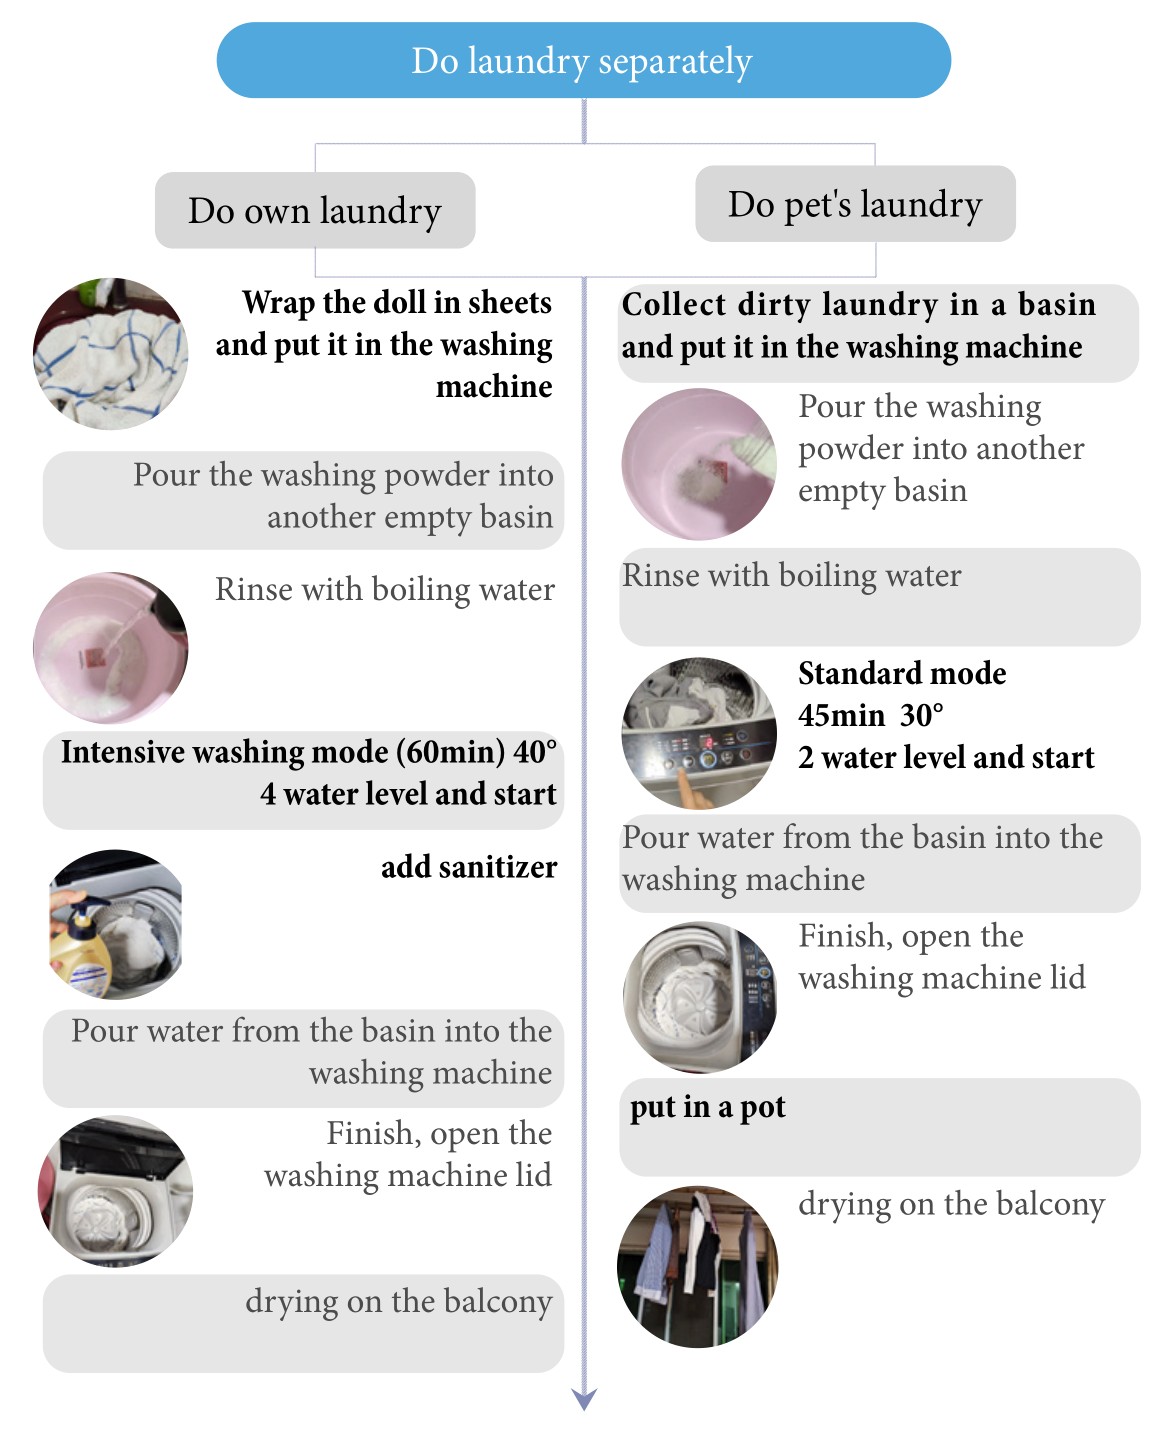 Do laundry separately
Do own laundry
Do pet's laundry
Wrap the doll in sheets
and put it in the washing
machine
Pour the washing powder into
another empty basin
Rinse with boiling water
Intensive washing mode (60min) 40°
4 water level and start
add sanitizer
Pour water from the basin into the
washing machine
Finish, open the
washing machine lid
drying on the balcony
Collect dirty laundry in a basin
and put it in the washing machine
Pour the washing
powder into another
empty basin
Rinse with boiling water
Standard mode
45min 30°
2 water level and start
Pour water from the basin into the
washing machine
Finish, open the
washing machine lid
put in a pot
drying on the balcony